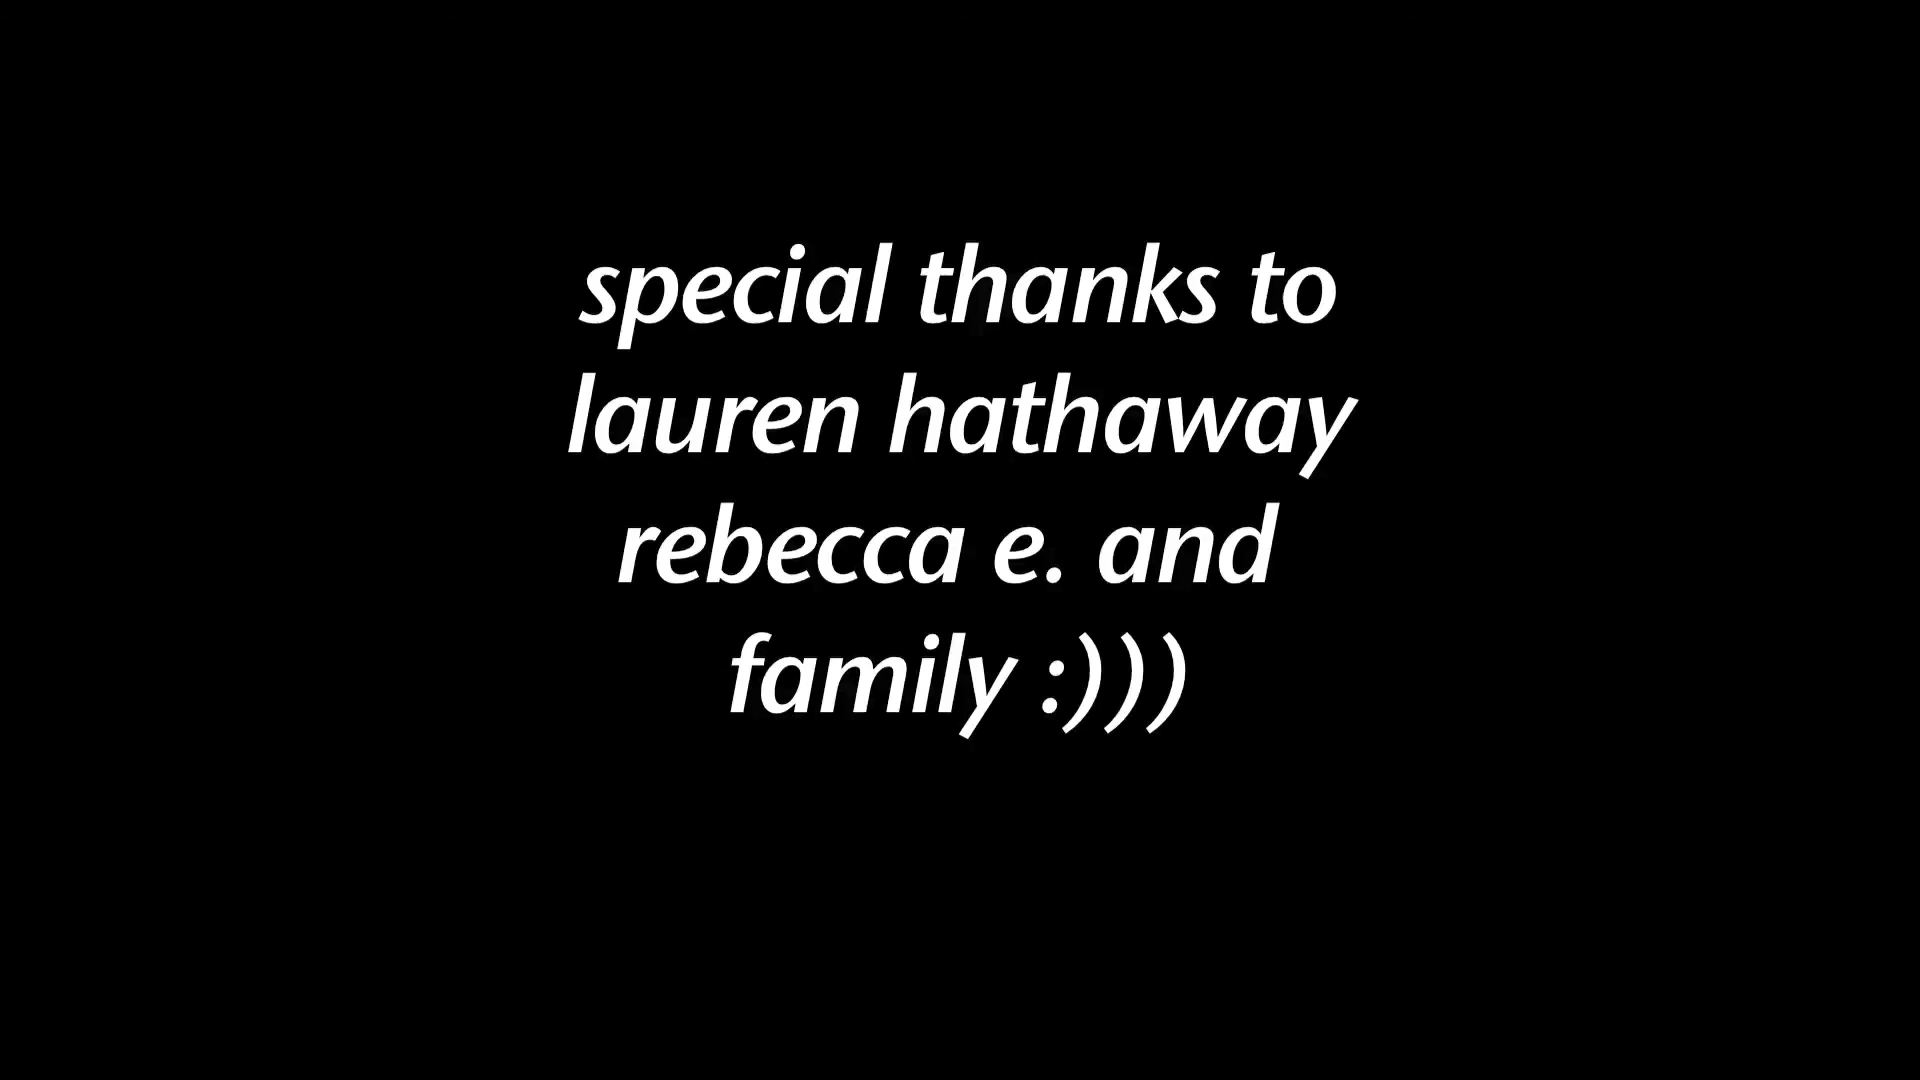 special thanks to
lauren hathaway
rebecca e. and
family :)))